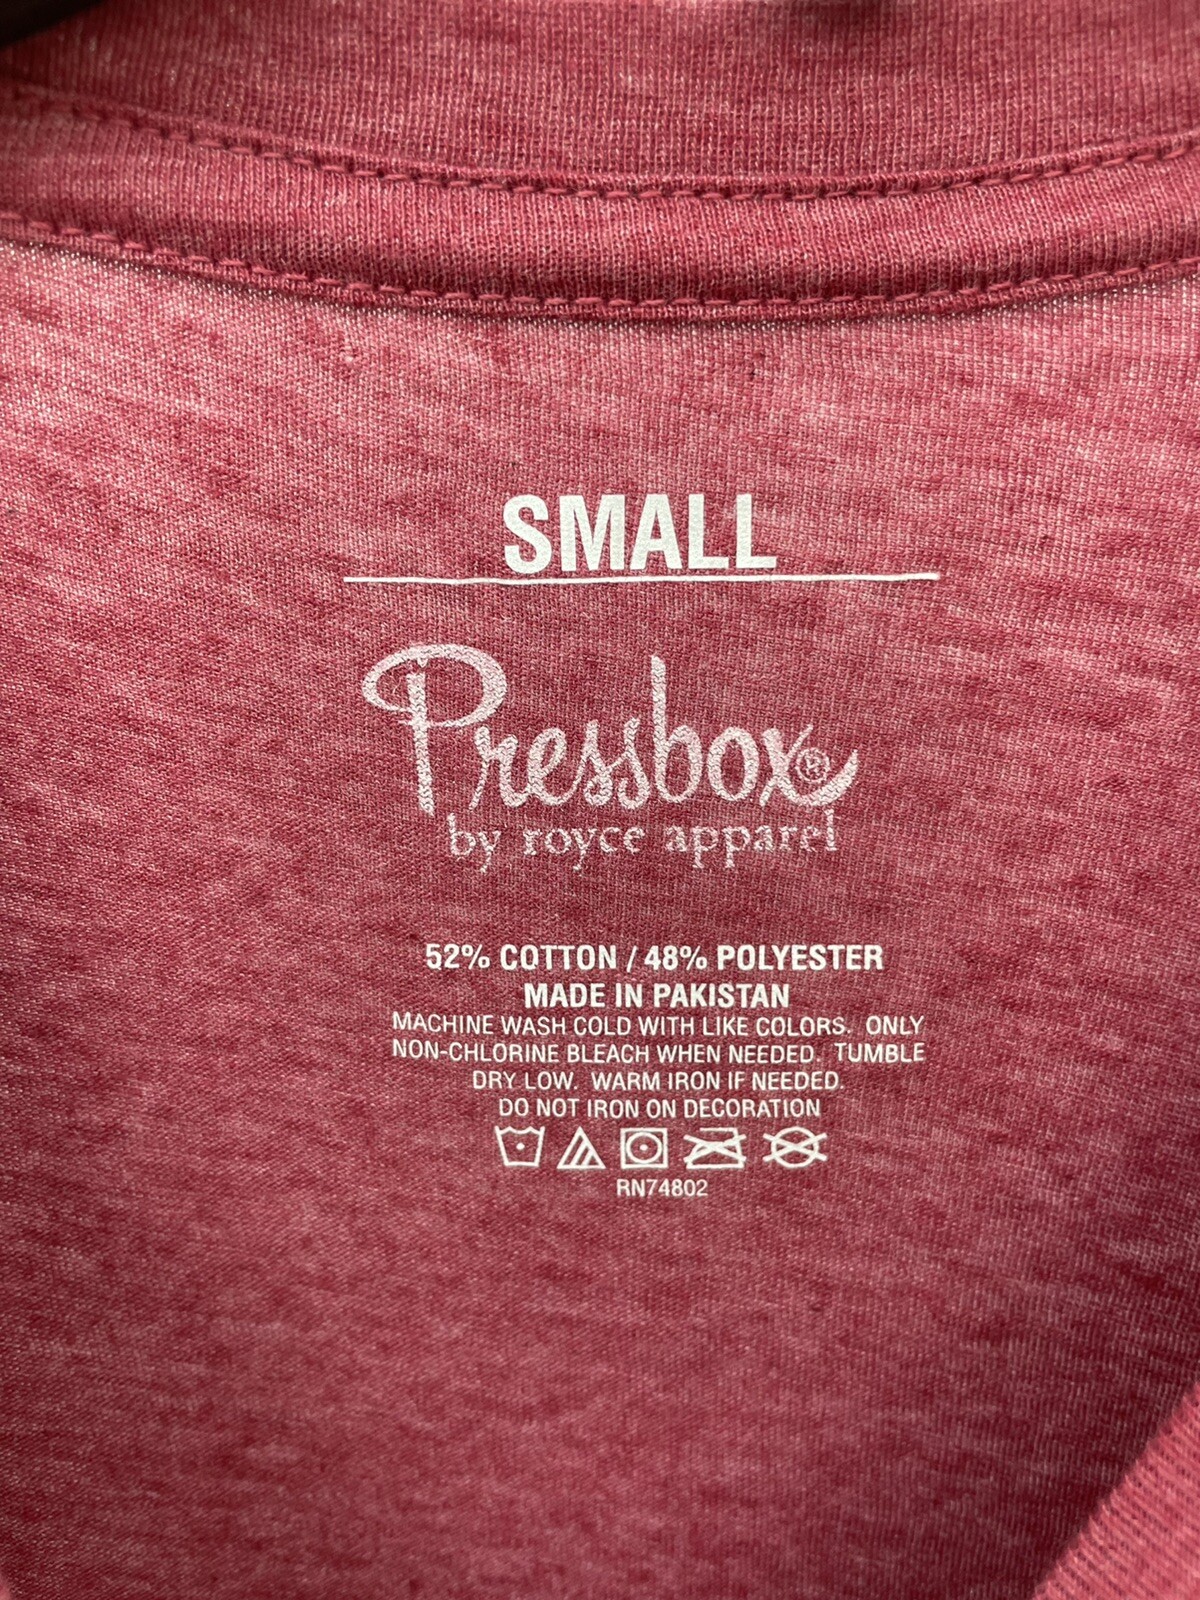 SMALL
Pressbox®
by royce apparel
52% COTTON / 48% POLYESTER
MADE IN PAKISTAN
MACHINE WASH COLD WITH LIKE COLORS. ONLY
NON-CHLORINE BLEACH WHEN NEEDED. TUMBLE
DRY LOW. WARM IRON IF NEEDED.
DO NOT IRON ON DECORATION
RN74802